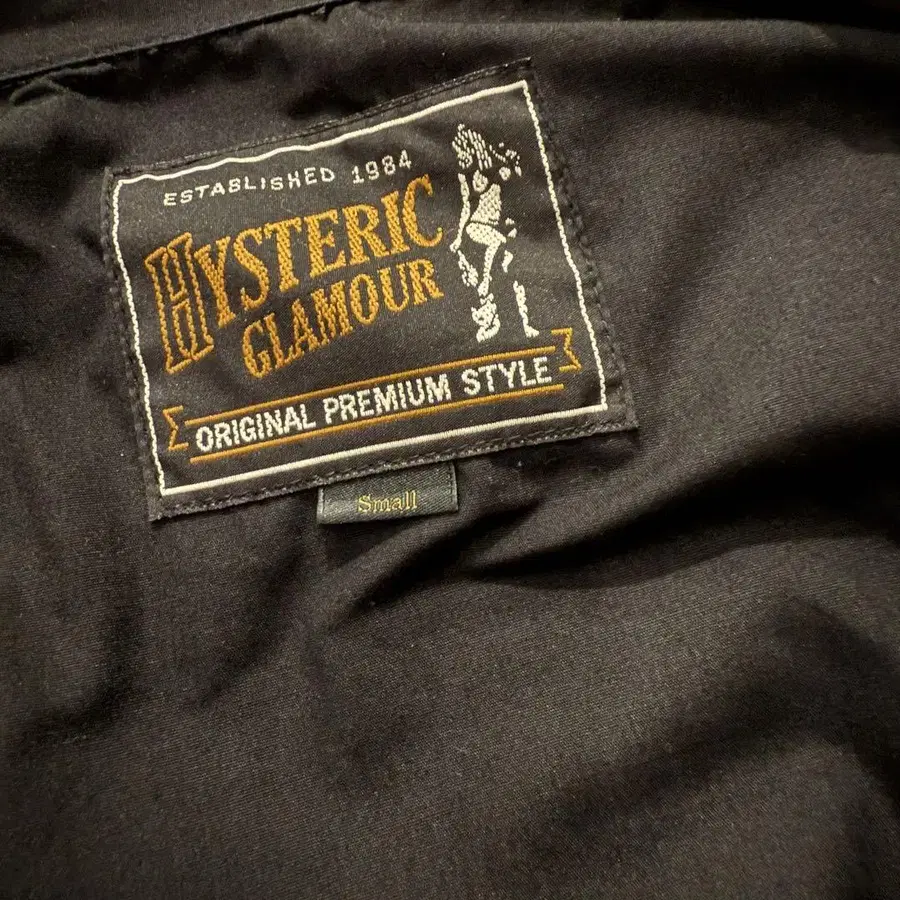 ESTABLISHED 1984
HYSTERIC
GLAMOUR
ORIGINAL PREMIUM STYLE
Small